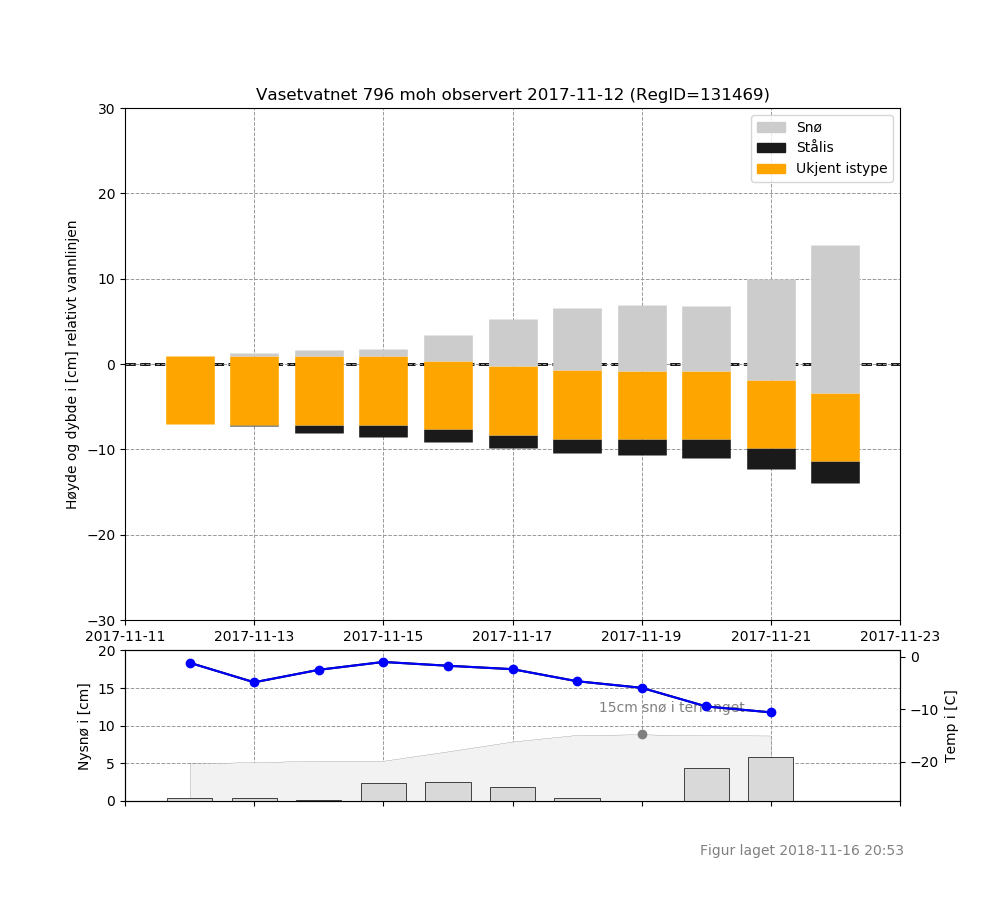 Vasetvatnet 796 moh observert 2017-11-12 (RegID=131469)
Snø
Stålis
Ukjent istype
30
20
10
0
−10
−20
−30
Høyde og dybde i [cm] relativt vannlinjen
2017-11-11 2017-11-13 2017-11-15 2017-11-17 2017-11-19 2017-11-21 2017-11-23
20
15
10
5
0
Nysnø i [cm]
15cm snø i terrenget
0
−10
−20
Temp i [C]
Figur laget 2018-11-16 20:53